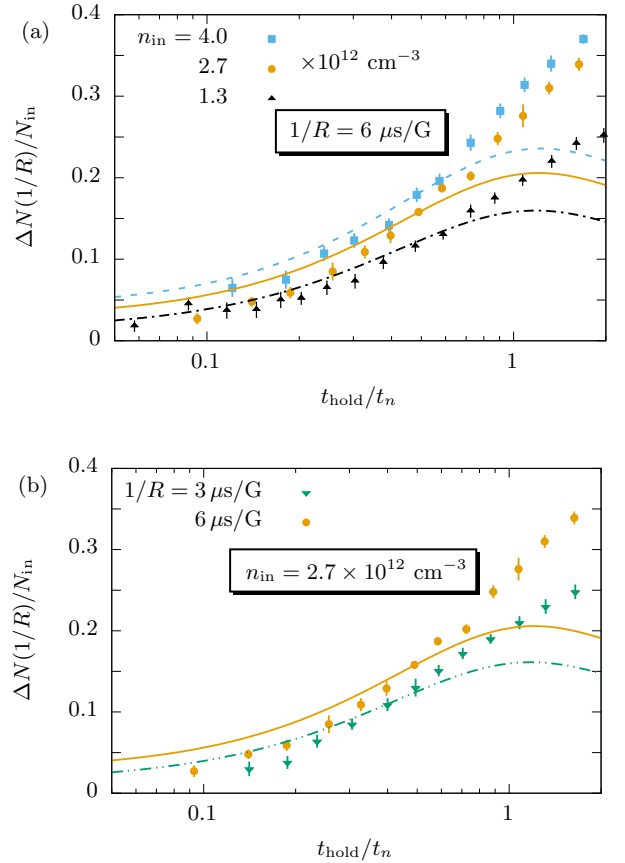 (a)
n_in = 4.0
2.7 ×10^12 cm^−3
1.3
1/R = 6 μs/G
ΔN(1/R)/N_in
0.4
0.3
0.2
0.1
0
0.1 1
t_hold/t_n
(b)
1/R = 3 μs/G
6 μs/G
n_in = 2.7 × 10^12 cm^−3
ΔN(1/R)/N_in
0.4
0.3
0.2
0.1
0
0.1 1
t_hold/t_n